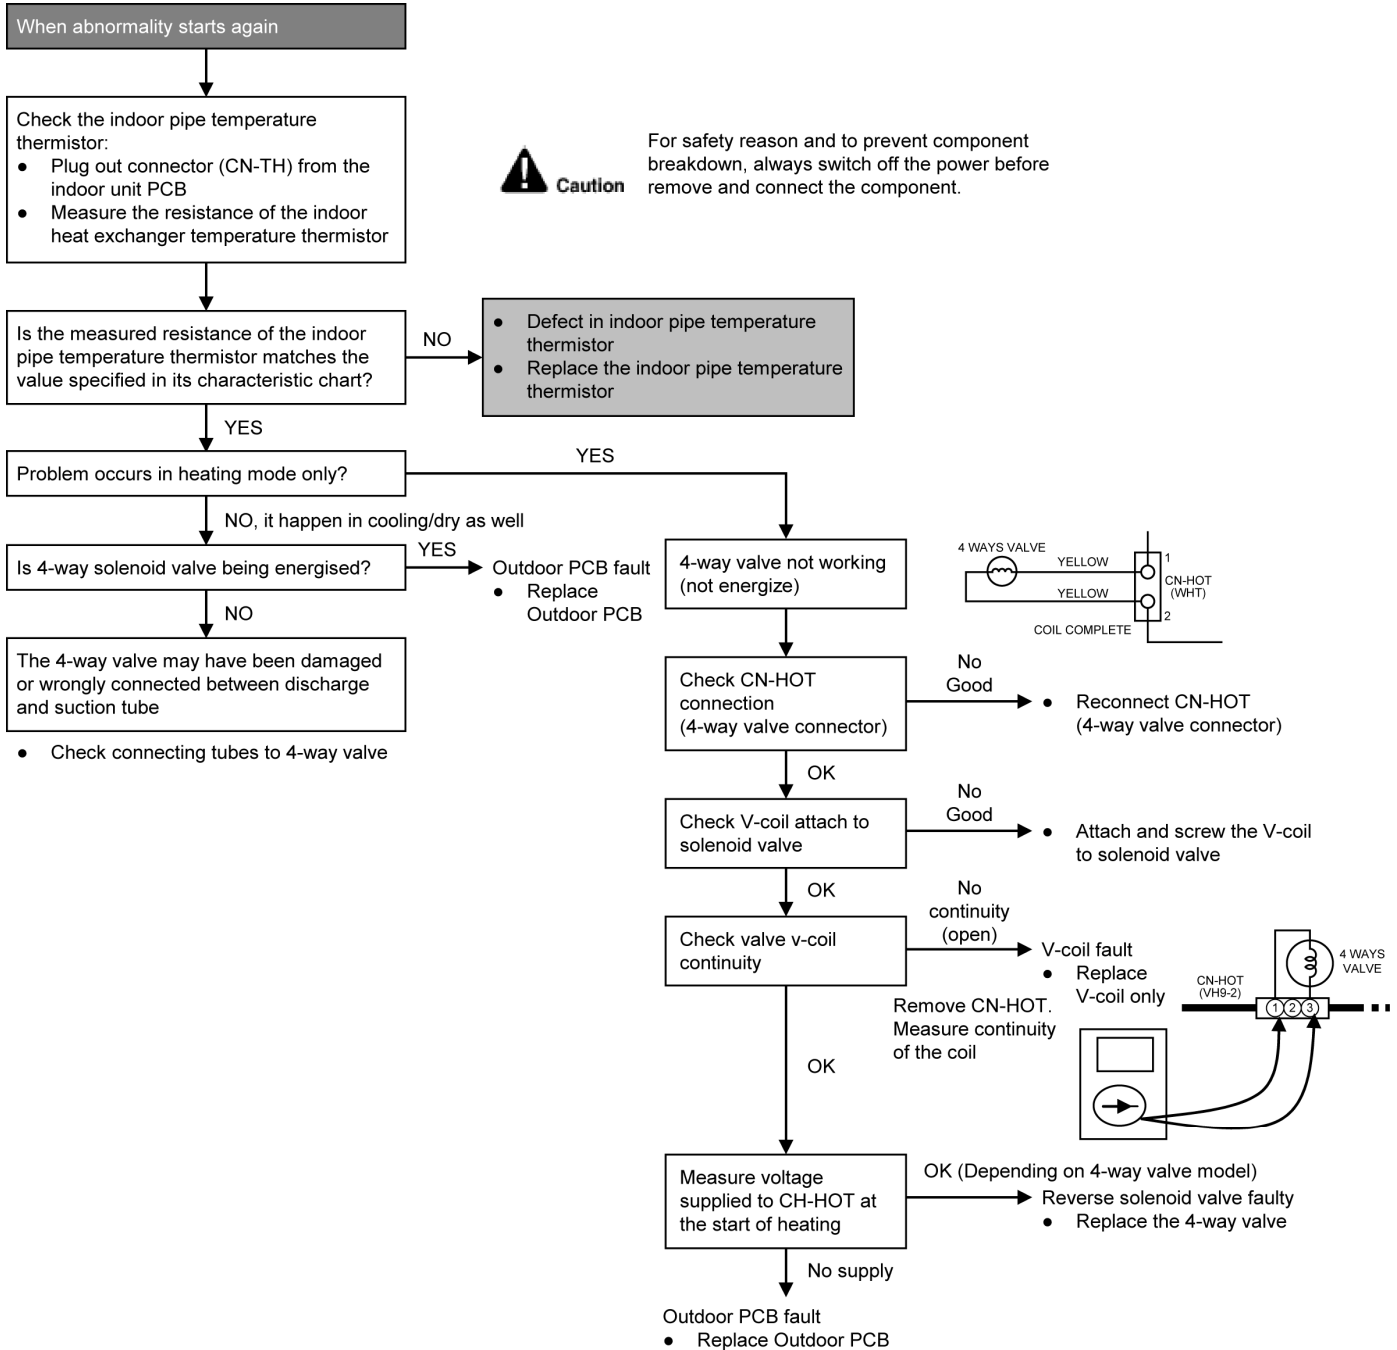 When abnormality starts again
Check the indoor pipe temperature
thermistor:
● Plug out connector (CN-TH) from the
indoor unit PCB
● Measure the resistance of the indoor
heat exchanger temperature thermistor
Caution
For safety reason and to prevent component
breakdown, always switch off the power before
remove and connect the component.
Is the measured resistance of the indoor
pipe temperature thermistor matches the
value specified in its characteristic chart?
NO
● Defect in indoor pipe temperature
thermistor
● Replace the indoor pipe temperature
thermistor
YES
Problem occurs in heating mode only?
YES
NO, it happen in cooling/dry as well
Is 4-way solenoid valve being energised?
YES
Outdoor PCB fault
● Replace
Outdoor PCB
NO
The 4-way valve may have been damaged
or wrongly connected between discharge
and suction tube
● Check connecting tubes to 4-way valve
4-way valve not working
(not energize)
4 WAYS VALVE
YELLOW
YELLOW
1
CN-HOT
(WHT)
2
COIL COMPLETE
Check CN-HOT
connection
(4-way valve connector)
No
Good
● Reconnect CN-HOT
(4-way valve connector)
OK
Check V-coil attach to
solenoid valve
No
Good
● Attach and screw the V-coil
to solenoid valve
OK
Check valve v-coil
continuity
No
continuity
(open)
V-coil fault
● Replace
V-coil only
Remove CN-HOT.
Measure continuity
of the coil
4 WAYS
VALVE
CN-HOT
(VH9-2)
1 2 3
OK
Measure voltage
supplied to CH-HOT at
the start of heating
OK (Depending on 4-way valve model)
Reverse solenoid valve faulty
● Replace the 4-way valve
No supply
Outdoor PCB fault
● Replace Outdoor PCB